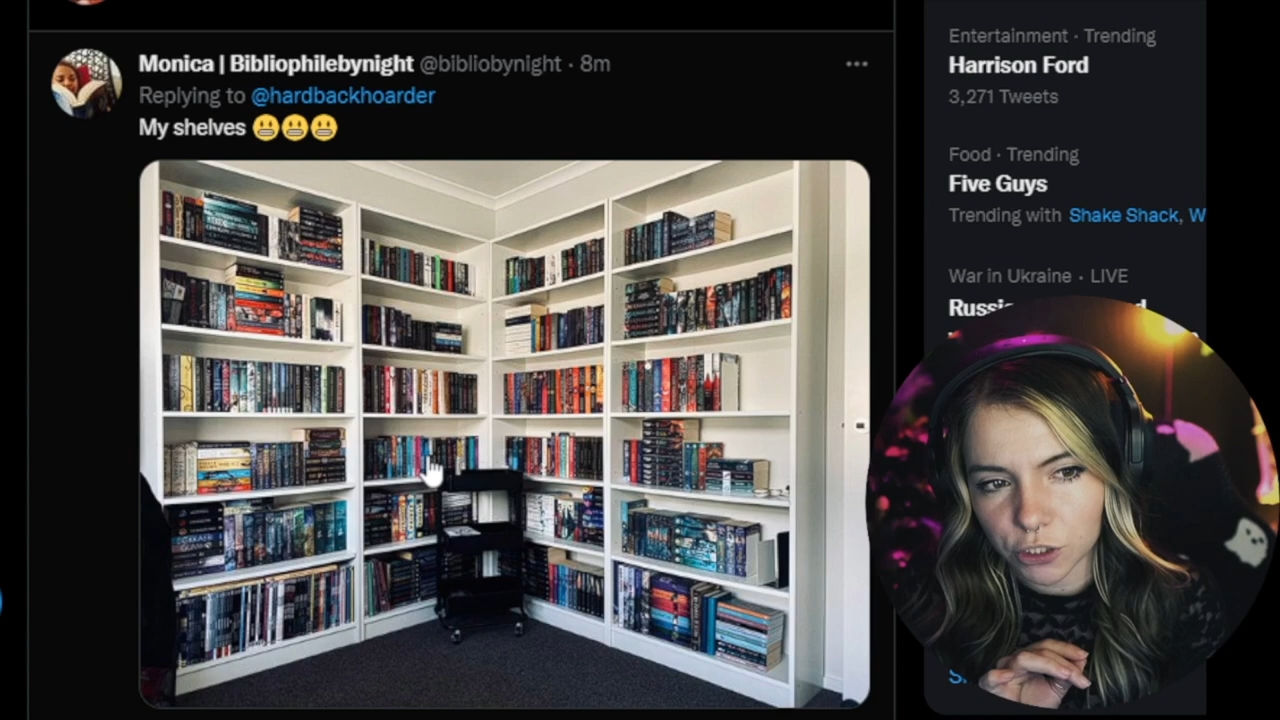 Monica | Bibliophilebynight @bibliobynight · 8m
Replying to @hardbackhoarder
My shelves 😬😬😬
Entertainment · Trending
Harrison Ford
3,271 Tweets
Food · Trending
Five Guys
Trending with Shake Shack, W
War in Ukraine · LIVE